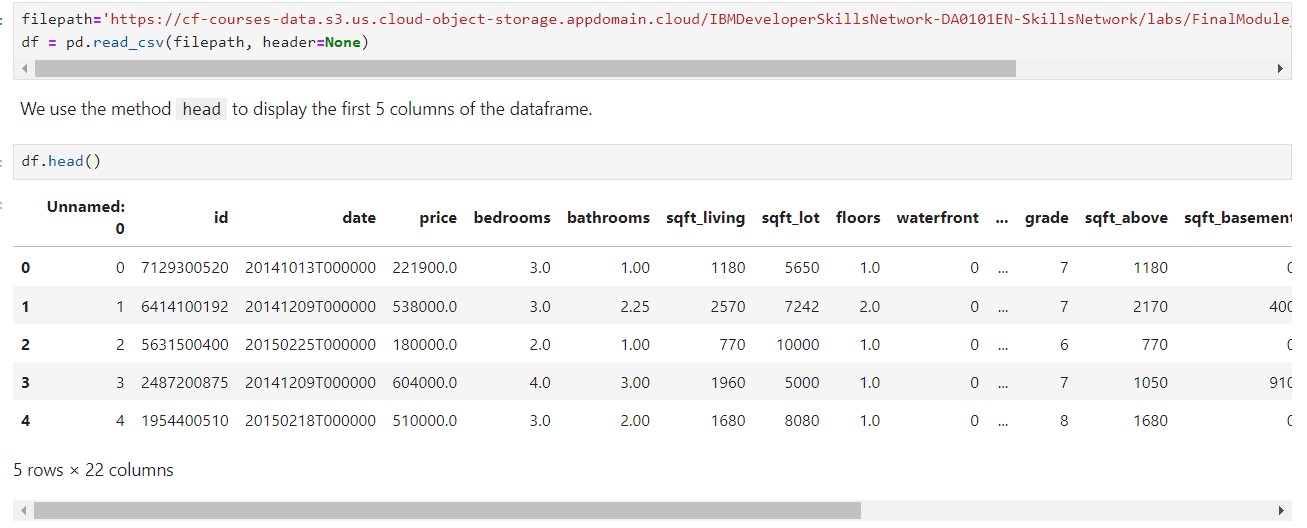 filepath='https://cf-courses-data.s3.us.cloud-object-storage.appdomain.cloud/IBMDeveloperSkillsNetwork-DA0101EN-SkillsNetwork/labs/FinalModule_
df = pd.read_csv(filepath, header=None)
We use the method head to display the first 5 columns of the dataframe.
df.head()
Unnamed: 0 id date price bedrooms bathrooms sqft_living sqft_lot floors waterfront ... grade sqft_above sqft_basement
0 0 7129300520 20141013T000000 221900.0 3.0 1.00 1180 5650 1.0 0 ... 7 1180 0
1 1 6414100192 20141209T000000 538000.0 3.0 2.25 2570 7242 2.0 0 ... 7 2170 400
2 2 5631500400 20150225T000000 180000.0 2.0 1.00 770 10000 1.0 0 ... 6 770 0
3 3 2487200875 20141209T000000 604000.0 4.0 3.00 1960 5000 1.0 0 ... 7 1050 910
4 4 1954400510 20150218T000000 510000.0 3.0 2.00 1680 8080 1.0 0 ... 8 1680 0
5 rows × 22 columns